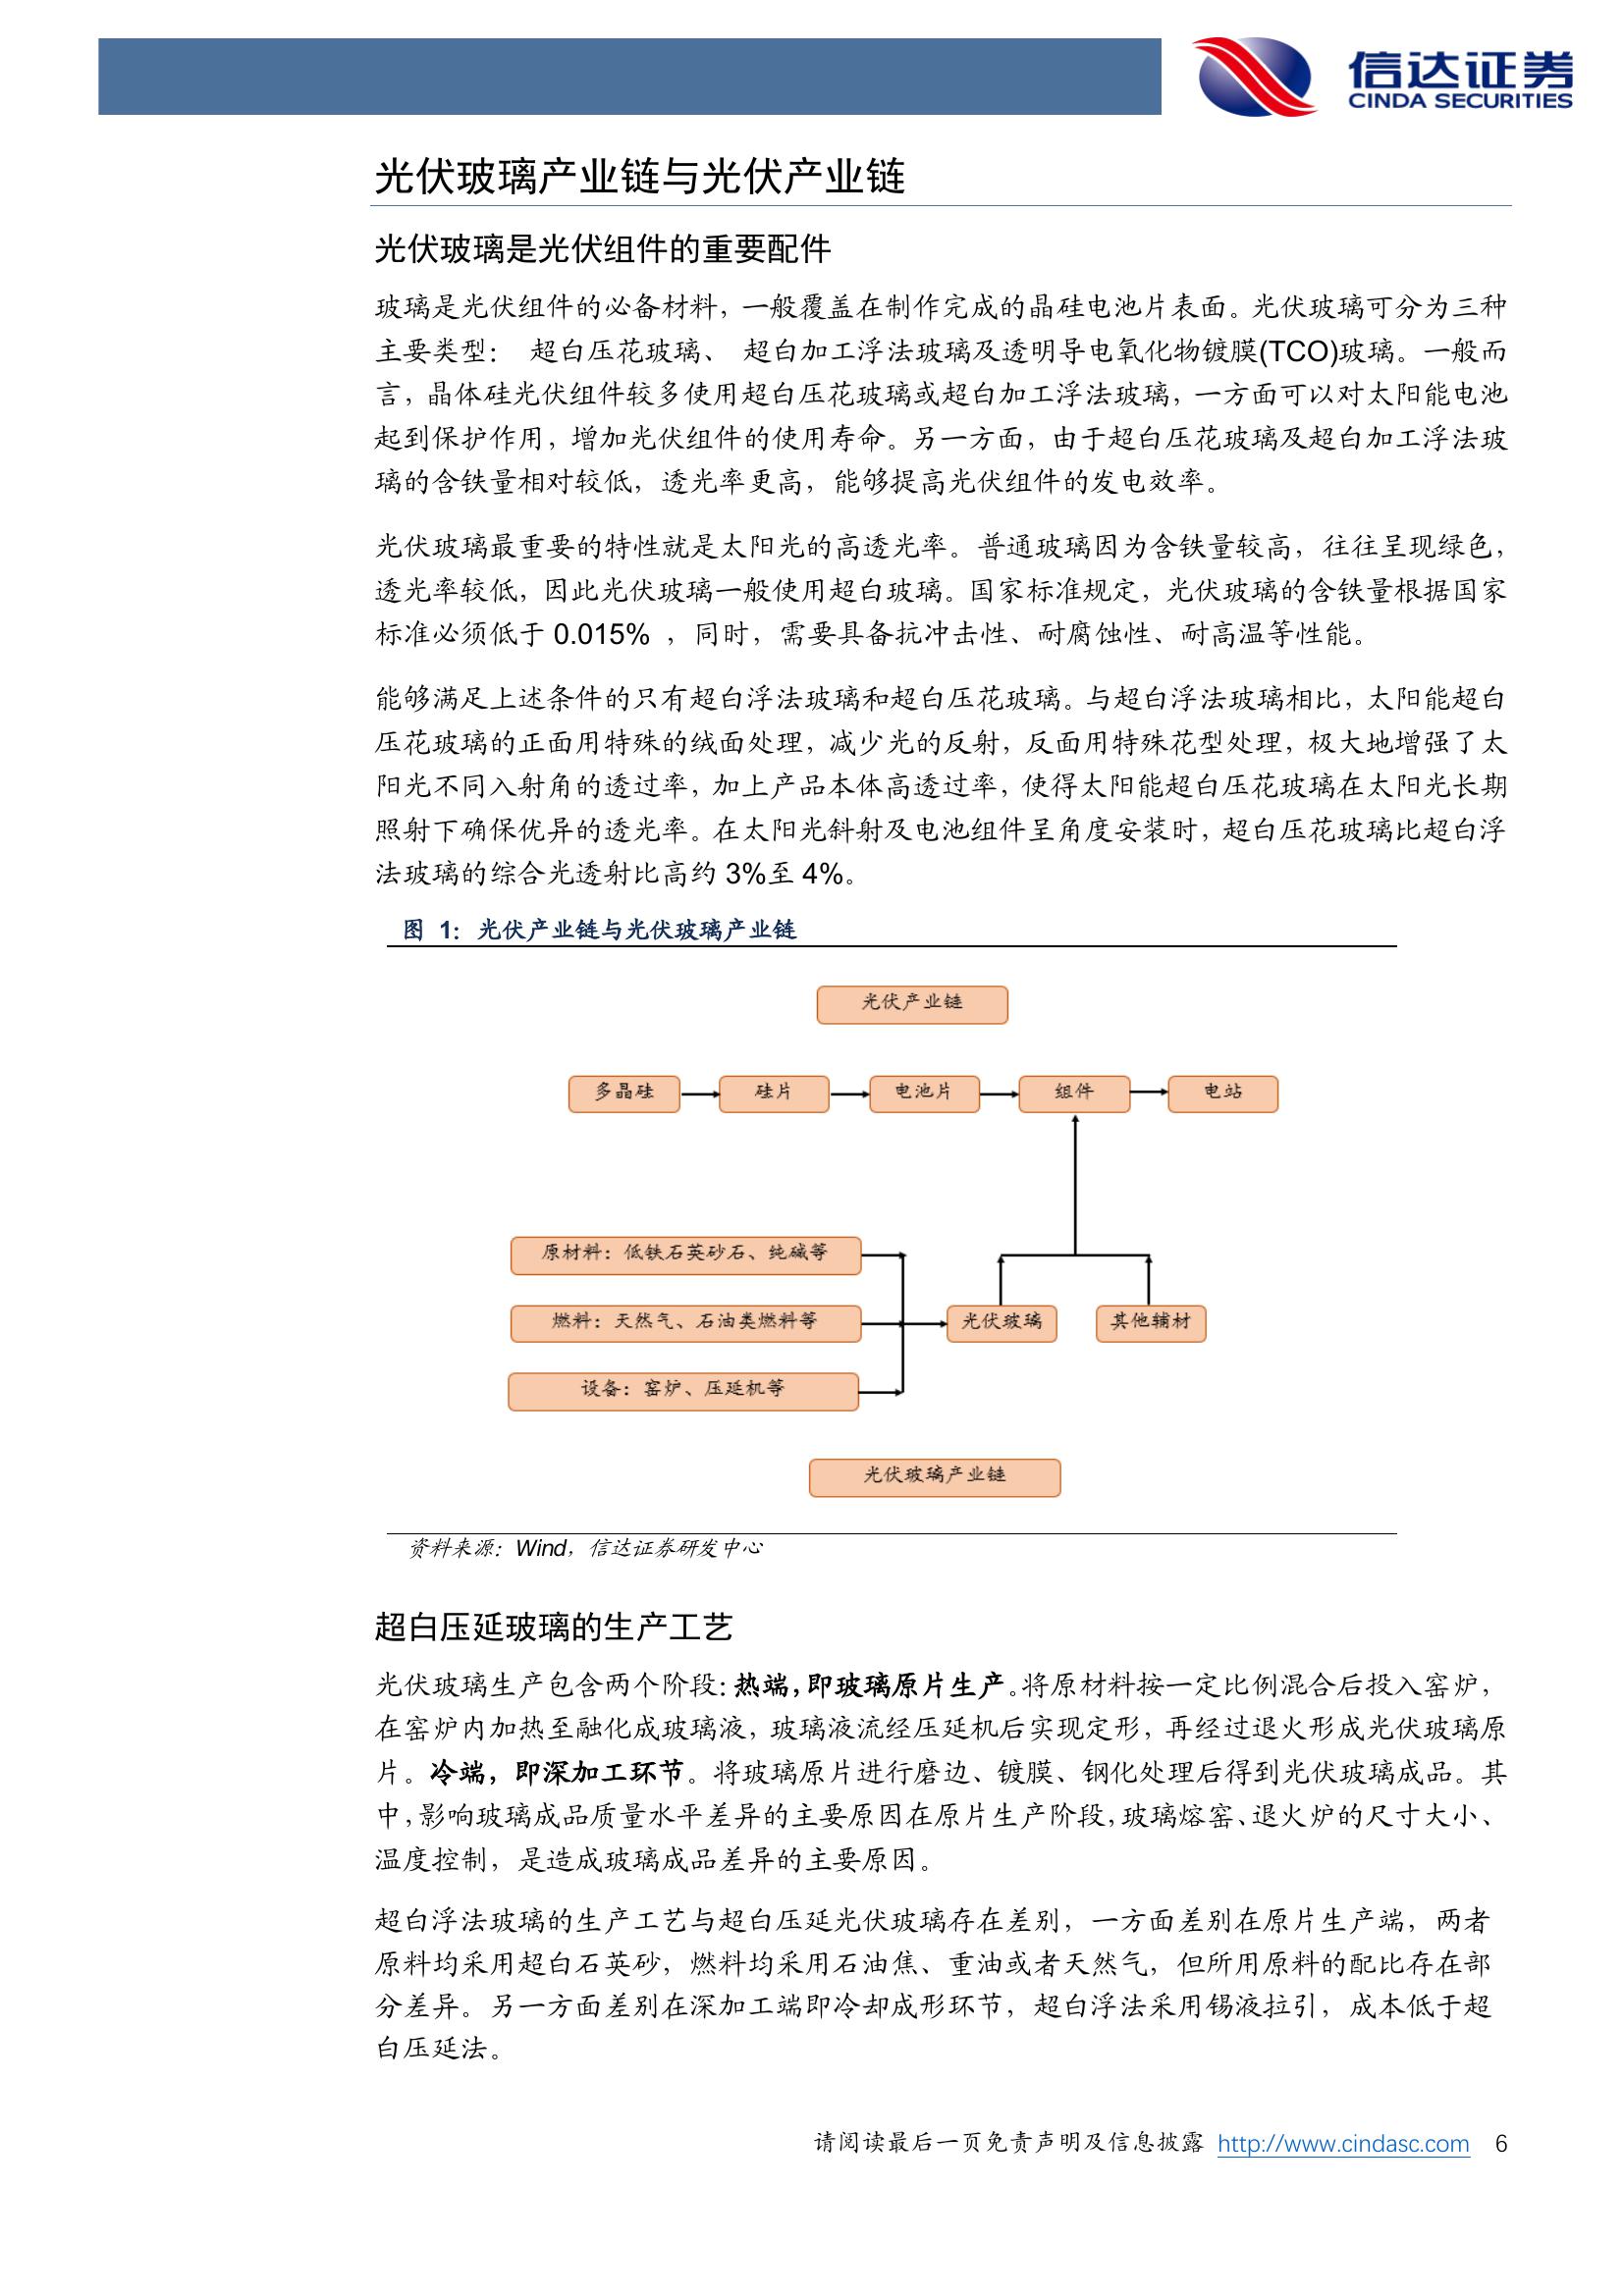 信达证券
CINDA SECURITIES
光伏玻璃产业链与光伏产业链
光伏玻璃是光伏组件的重要配件
玻璃是光伏组件的必备材料，一般覆盖在制作完成的晶硅电池片表面。光伏玻璃可分为三种
主要类型： 超白压花玻璃、 超白加工浮法玻璃及透明导电氧化物镀膜(TCO)玻璃。一般而
言，晶体硅光伏组件较多使用超白压花玻璃或超白加工浮法玻璃，一方面可以对太阳能电池
起到保护作用，增加光伏组件的使用寿命。另一方面，由于超白压花玻璃及超白加工浮法玻
璃的含铁量相对较低，透光率更高，能够提高光伏组件的发电效率。
光伏玻璃最重要的特性就是太阳光的高透光率。普通玻璃因为含铁量较高，往往呈现绿色，
透光率较低，因此光伏玻璃一般使用超白玻璃。国家标准规定，光伏玻璃的含铁量根据国家
标准必须低于 0.015% ，同时，需要具备抗冲击性、耐腐蚀性、耐高温等性能。
能够满足上述条件的只有超白浮法玻璃和超白压花玻璃。与超白浮法玻璃相比，太阳能超白
压花玻璃的正面用特殊的绒面处理，减少光的反射，反面用特殊花型处理，极大地增强了太
阳光不同入射角的透过率，加上产品本体高透过率，使得太阳能超白压花玻璃在太阳光长期
照射下确保优异的透光率。在太阳光斜射及电池组件呈角度安装时，超白压花玻璃比超白浮
法玻璃的综合光透射比高约 3%至 4%。
图 1：光伏产业链与光伏玻璃产业链
光伏产业链
多晶硅
硅片
电池片
组件
电站
原材料：低铁石英砂石、纯碱等
燃料：天然气、石油类燃料等
光伏玻璃
其他辅材
设备：窑炉、压延机等
光伏玻璃产业链
资料来源：Wind，信达证券研发中心
超白压延玻璃的生产工艺
光伏玻璃生产包含两个阶段：热端，即玻璃原片生产。将原材料按一定比例混合后投入窑炉，
在窑炉内加热至融化成玻璃液，玻璃液流经压延机后实现定形，再经过退火形成光伏玻璃原
片。冷端，即深加工环节。将玻璃原片进行磨边、镀膜、钢化处理后得到光伏玻璃成品。其
中，影响玻璃成品质量水平差异的主要原因在原片生产阶段，玻璃熔窑、退火炉的尺寸大小、
温度控制，是造成玻璃成品差异的主要原因。
超白浮法玻璃的生产工艺与超白压延光伏玻璃存在差别，一方面差别在原片生产端，两者
原料均采用超白石英砂，燃料均采用石油焦、重油或者天然气，但所用原料的配比存在部
分差异。另一方面差别在深加工端即冷却成形环节，超白浮法采用锡液拉引，成本低于超
白压延法。
请阅读最后一页免责声明及信息披露 http://www.cindasc.com 6